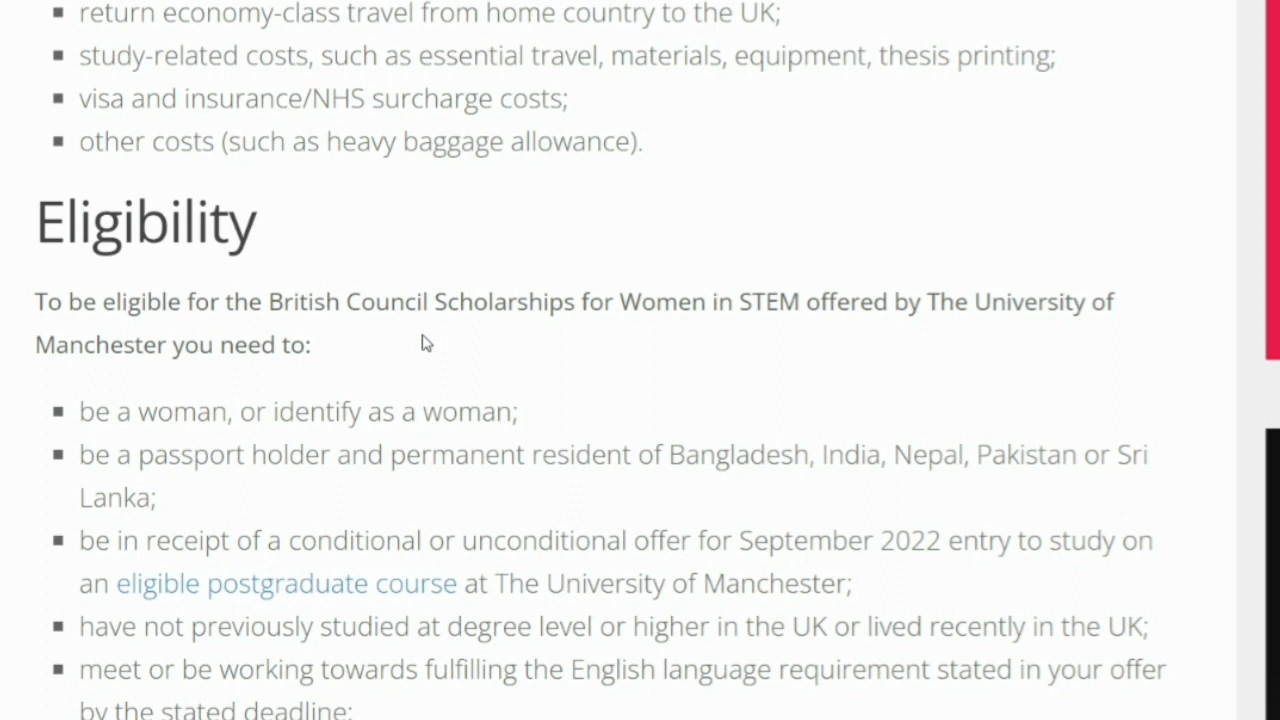 ▪ return economy-class travel from home country to the UK;
▪ study-related costs, such as essential travel, materials, equipment, thesis printing;
▪ visa and insurance/NHS surcharge costs;
▪ other costs (such as heavy baggage allowance).
Eligibility
To be eligible for the British Council Scholarships for Women in STEM offered by The University of
Manchester you need to:
▪ be a woman, or identify as a woman;
▪ be a passport holder and permanent resident of Bangladesh, India, Nepal, Pakistan or Sri
Lanka;
▪ be in receipt of a conditional or unconditional offer for September 2022 entry to study on
an eligible postgraduate course at The University of Manchester;
▪ have not previously studied at degree level or higher in the UK or lived recently in the UK;
▪ meet or be working towards fulfilling the English language requirement stated in your offer
by the stated deadline;